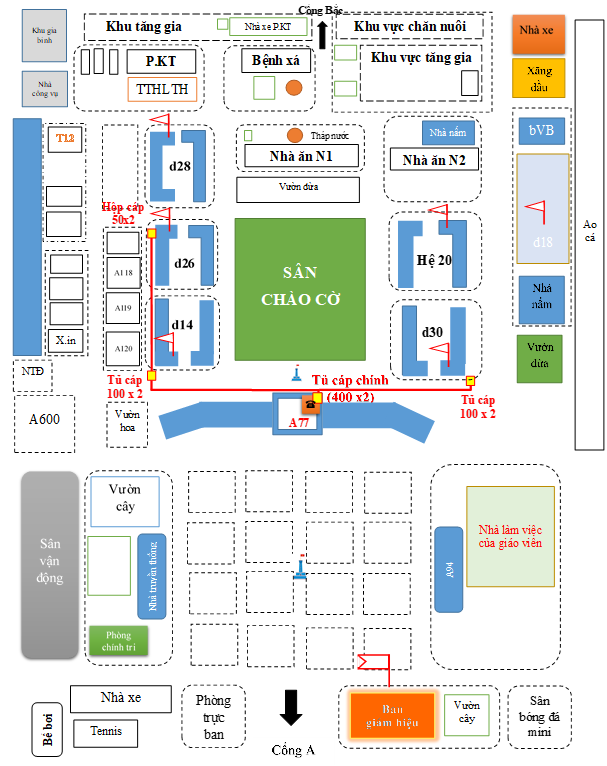 Cổng Bắc
Khu gia
binh
Khu tăng gia
Nhà xe P.KT
Khu vực chăn nuôi
Nhà xe
P.KT
TTHLTH
Bệnh xá
Khu vực tăng gia
Nhà
công vụ
Xăng
dầu
T12
d28
Tháp nước
Nhà ăn N1
Nhà nấm
Nhà ăn N2
bVB
Vườn dừa
Hộp cáp
50x2
d18
Ao
cá
A118
d26
SÂN
CHÀO CỜ
Hệ 20
Nhà
nấm
A119
X.in
d14
d30
A120
Vườn
dừa
NTĐ
Tủ cáp
100 x 2
Tủ cáp chính
(400 x2)
Tủ cáp
100 x 2
A600
Vườn
hoa
A77
Vườn
cây
Sân
vận
động
Nhà truyền thống
A94
Nhà làm việc
của giáo viên
Phòng
chính trị
Bể bơi
Nhà xe
Tennis
Phòng
trực
ban
Cổng A
Ban
giam hiệu
Vườn
cây
Sân
bóng đá
mini